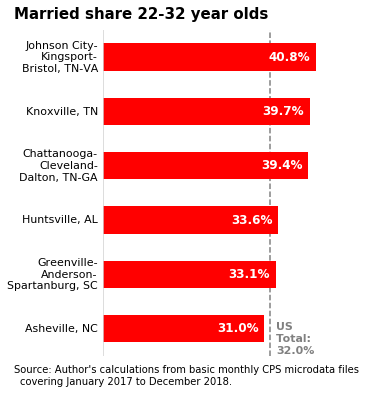 Married share 22-32 year olds
Johnson City-
Kingsport-
Bristol, TN-VA
40.8%
Knoxville, TN
39.7%
Chattanooga-
Cleveland-
Dalton, TN-GA
39.4%
Huntsville, AL
33.6%
Greenville-
Anderson-
Spartanburg, SC
33.1%
Asheville, NC
31.0%
US
Total:
32.0%
Source: Author's calculations from basic monthly CPS microdata files
covering January 2017 to December 2018.